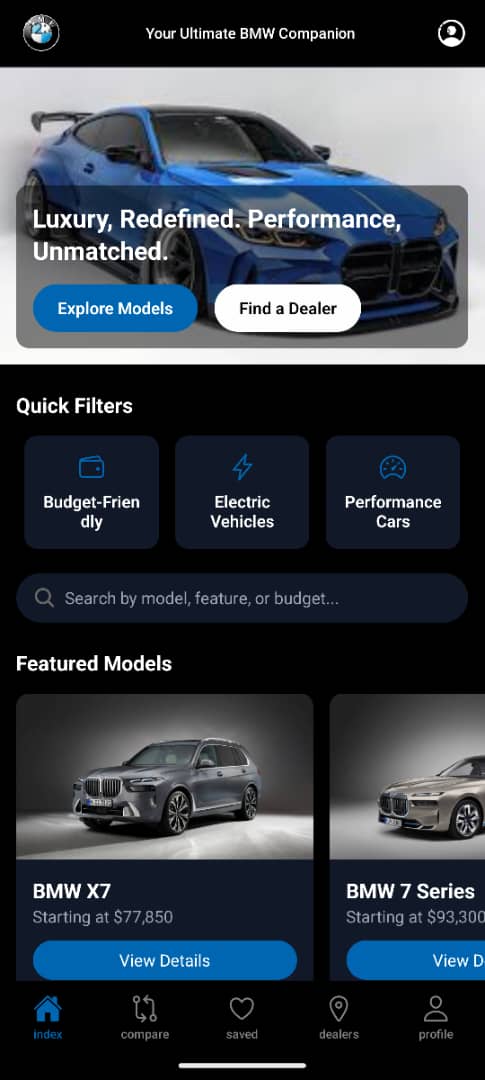 Your Ultimate BMW Companion
Luxury, Redefined. Performance,
Unmatched.
Explore Models
Find a Dealer
Quick Filters
Budget-Frien
dly
Electric
Vehicles
Performance
Cars
Search by model, feature, or budget...
Featured Models
BMW X7
Starting at $77,850
View Details
BMW 7 Series
Starting at $93,300
View D
index
compare
saved
dealers
profile